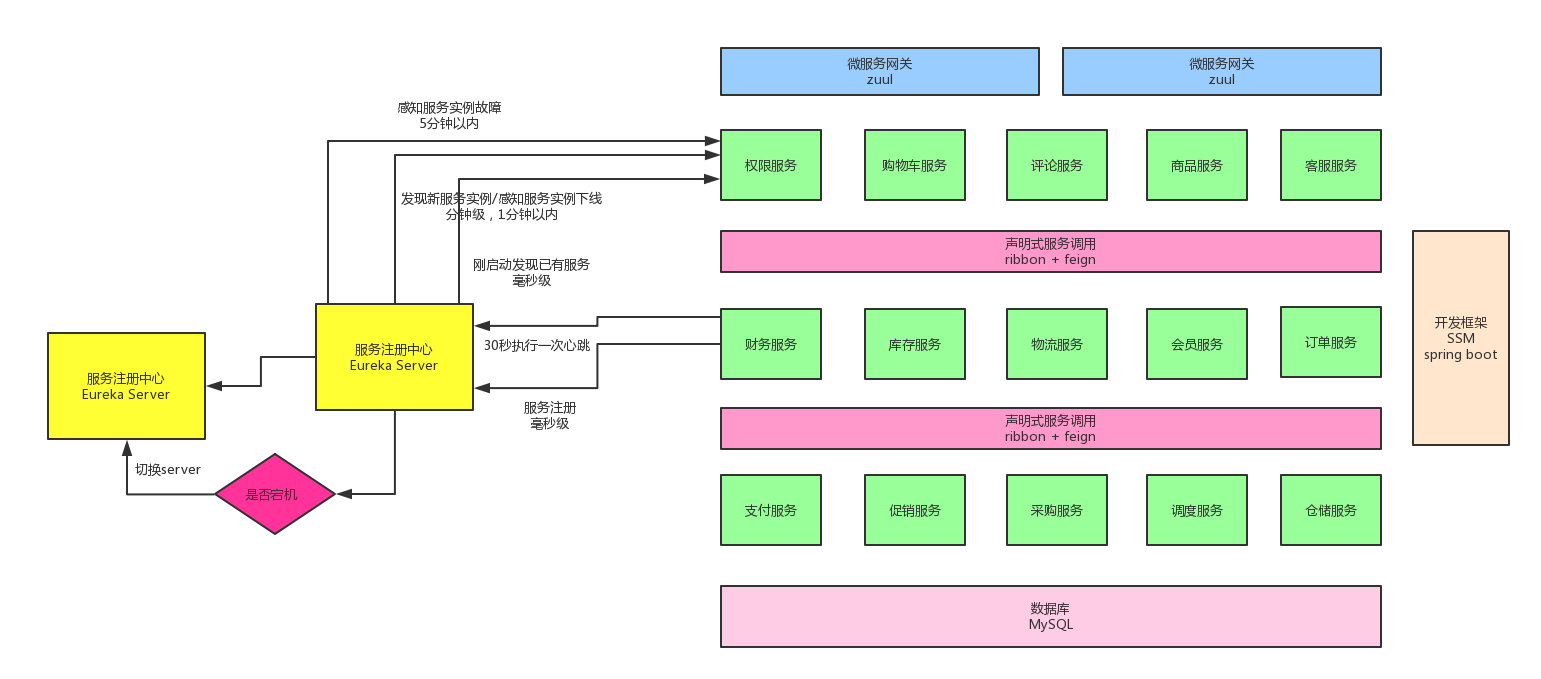 微服务网关
zuul
微服务网关
zuul
感知服务实例故障
5分钟以内
权限服务
购物车服务
评论服务
商品服务
客服服务
发现新服务实例/感知服务实例下线
分钟级，1分钟以内
声明式服务调用
ribbon + feign
刚启动发现已有服务
毫秒级
开发框架
SSM
spring boot
服务注册中心
Eureka Server
30秒执行一次心跳
财务服务
库存服务
物流服务
会员服务
订单服务
服务注册中心
Eureka Server
服务注册
毫秒级
声明式服务调用
ribbon + feign
切换server
是否宕机
支付服务
促销服务
采购服务
调度服务
仓储服务
数据库
MySQL